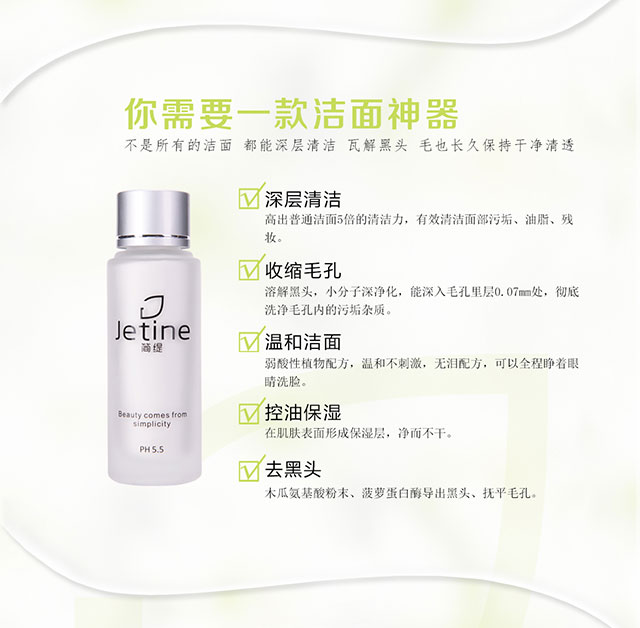 你需要一款洁面神器
不是所有的洁面 都能深层清洁 瓦解黑头 毛也长久保持干净清透
深层清洁
高出普通洁面5倍的清洁力，有效清洁面部污垢、油脂、残
妆。
收缩毛孔
溶解黑头，小分子深净化，能深入毛孔里层0.07mm处，彻底
洗净毛孔内的污垢杂质。
温和洁面
弱酸性植物配方，温和不刺激，无泪配方，可以全程睁着眼
睛洗脸。
控油保湿
在肌肤表面形成保湿层，净而不干。
去黑头
木瓜氨基酸粉末、菠萝蛋白酶导出黑头、抚平毛孔。
Jetine
简缇
Beauty comes from
simplicity
PH 5.5